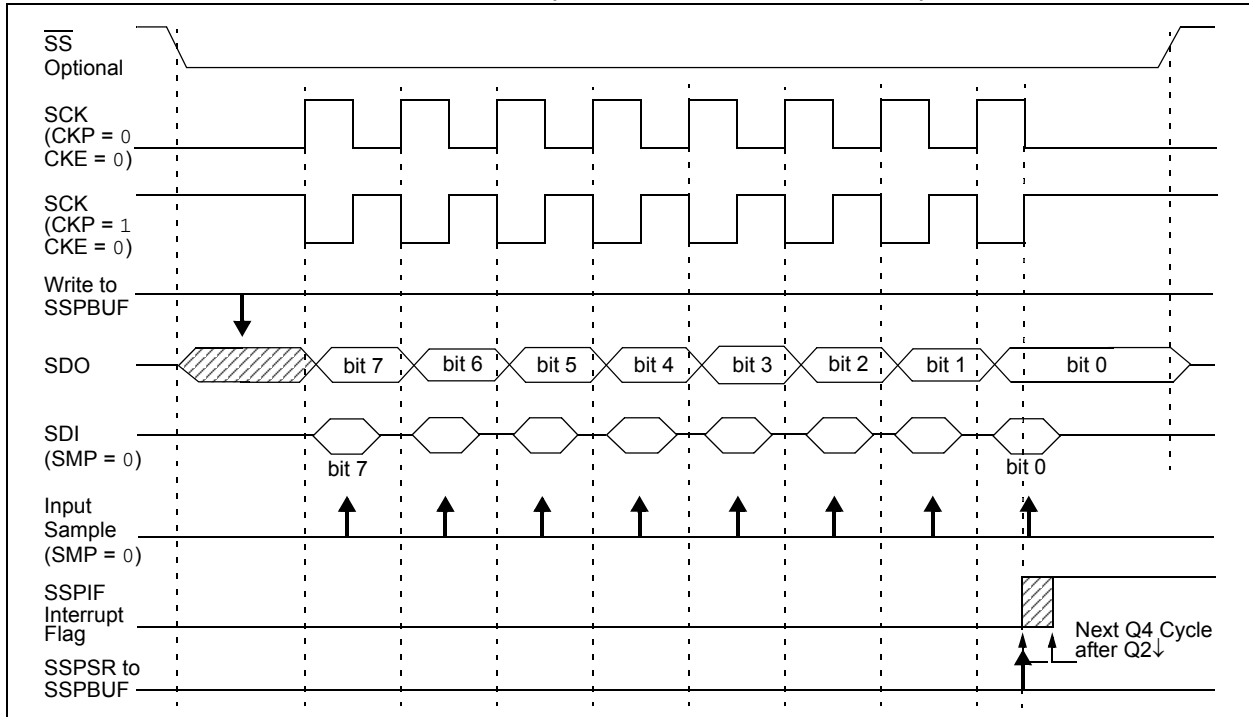 SS
Optional
SCK
(CKP = 0
CKE = 0)
SCK
(CKP = 1
CKE = 0)
Write to
SSPBUF
SDO
bit 7 bit 6 bit 5 bit 4 bit 3 bit 2 bit 1 bit 0
SDI
(SMP = 0)
bit 7 bit 0
Input
Sample
(SMP = 0)
SSPIF
Interrupt
Flag
Next Q4 Cycle
after Q2↓
SSPSR to
SSPBUF